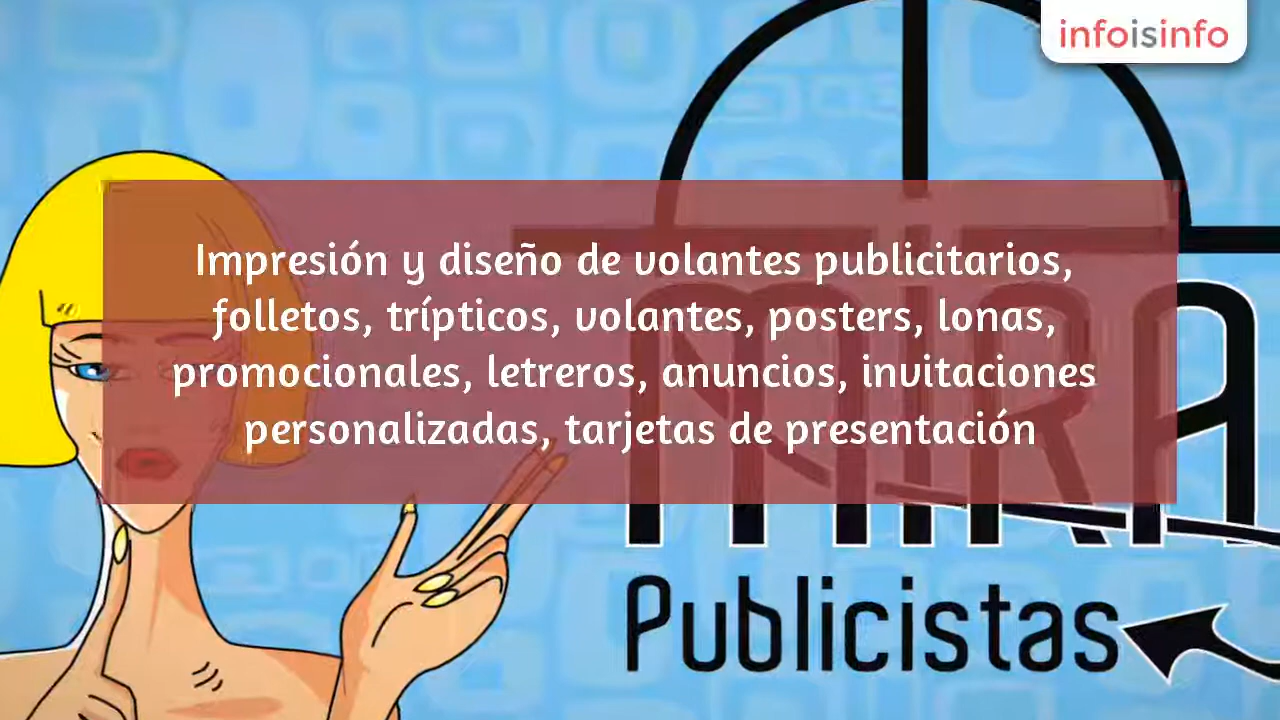 infoisinfo
Impresión y diseño de volantes publicitarios,
folletos, trípticos, volantes, posters, lonas,
promocionales, letreros, anuncios, invitaciones
personalizadas, tarjetas de presentación
MIRA
Publicistas